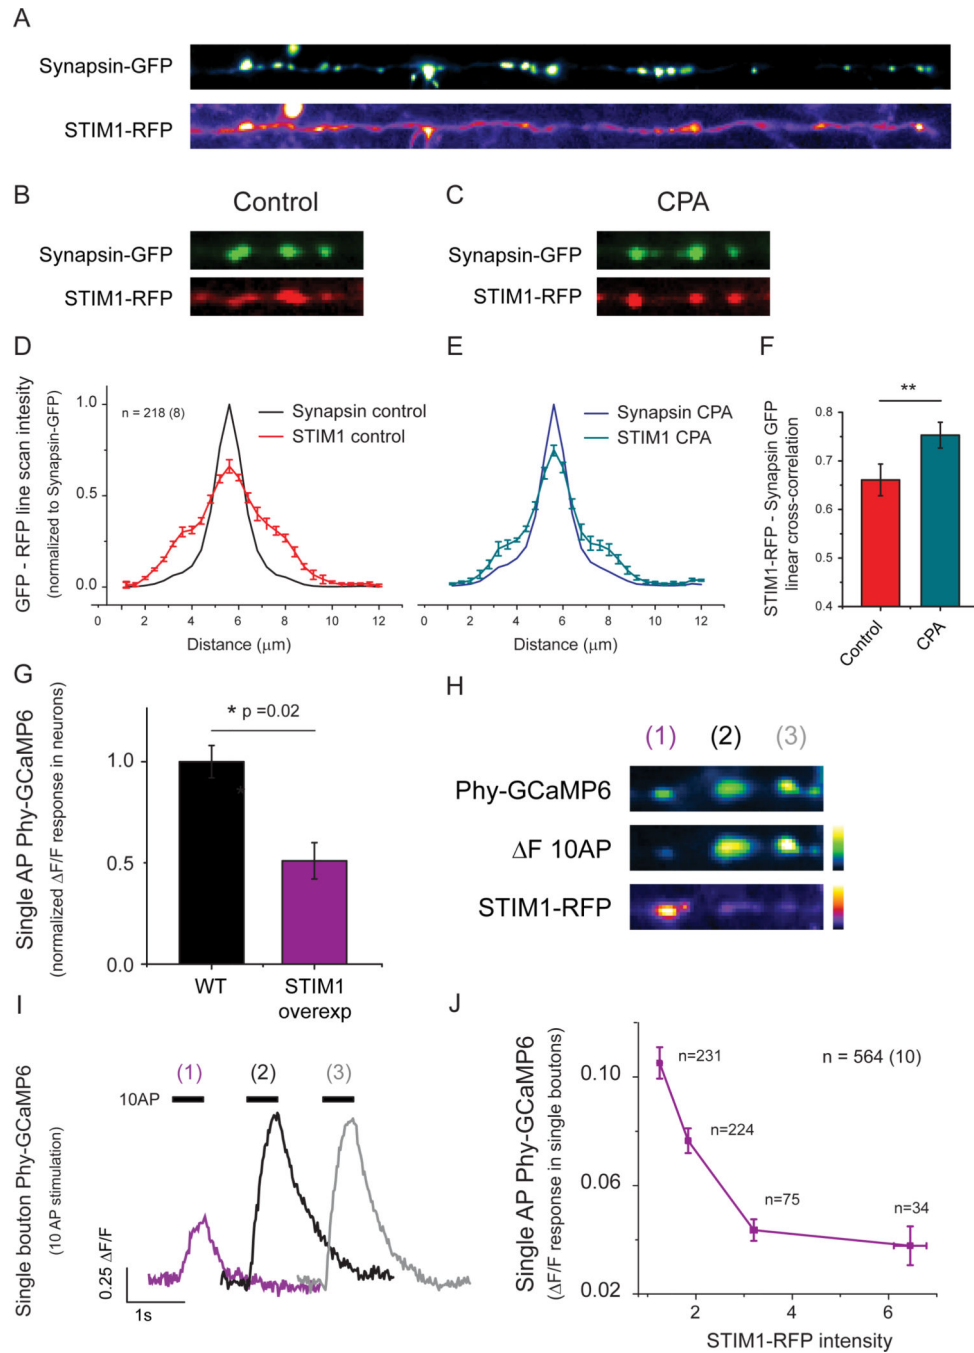 A
Synapsin-GFP
STIM1-RFP
B
Control
Synapsin-GFP
STIM1-RFP
C
CPA
Synapsin-GFP
STIM1-RFP
D
GFP - RFP line scan intesity
(normalized to Synapsin-GFP)
1.0
0.5
0.0
n = 218 (8)
Synapsin control
STIM1 control
0 2 4 6 8 10 12
Distance (μm)
E
Synapsin CPA
STIM1 CPA
0 2 4 6 8 10 12
Distance (μm)
F
STIM1-RFP - Synapsin GFP
linear cross-correlation
**
0.8
0.7
0.6
0.4
Control
CPA
G
Single AP Phy-GCaMP6
(normalized ΔF/F response in neurons)
* p =0.02
1.0
0.5
0.0
*
WT
STIM1
overexp
H
(1) (2) (3)
Phy-GCaMP6
ΔF 10AP
STIM1-RFP
I
Single bouton Phy-GCaMP6
(10 AP stimulation)
(1) (2) (3)
10AP
0.25 ΔF/F
1s
J
Single AP Phy-GCaMP6
(ΔF/F response in single boutons)
0.10
0.06
0.02
n=231
n = 564 (10)
n=224
n=75
n=34
2 4 6
STIM1-RFP intensity